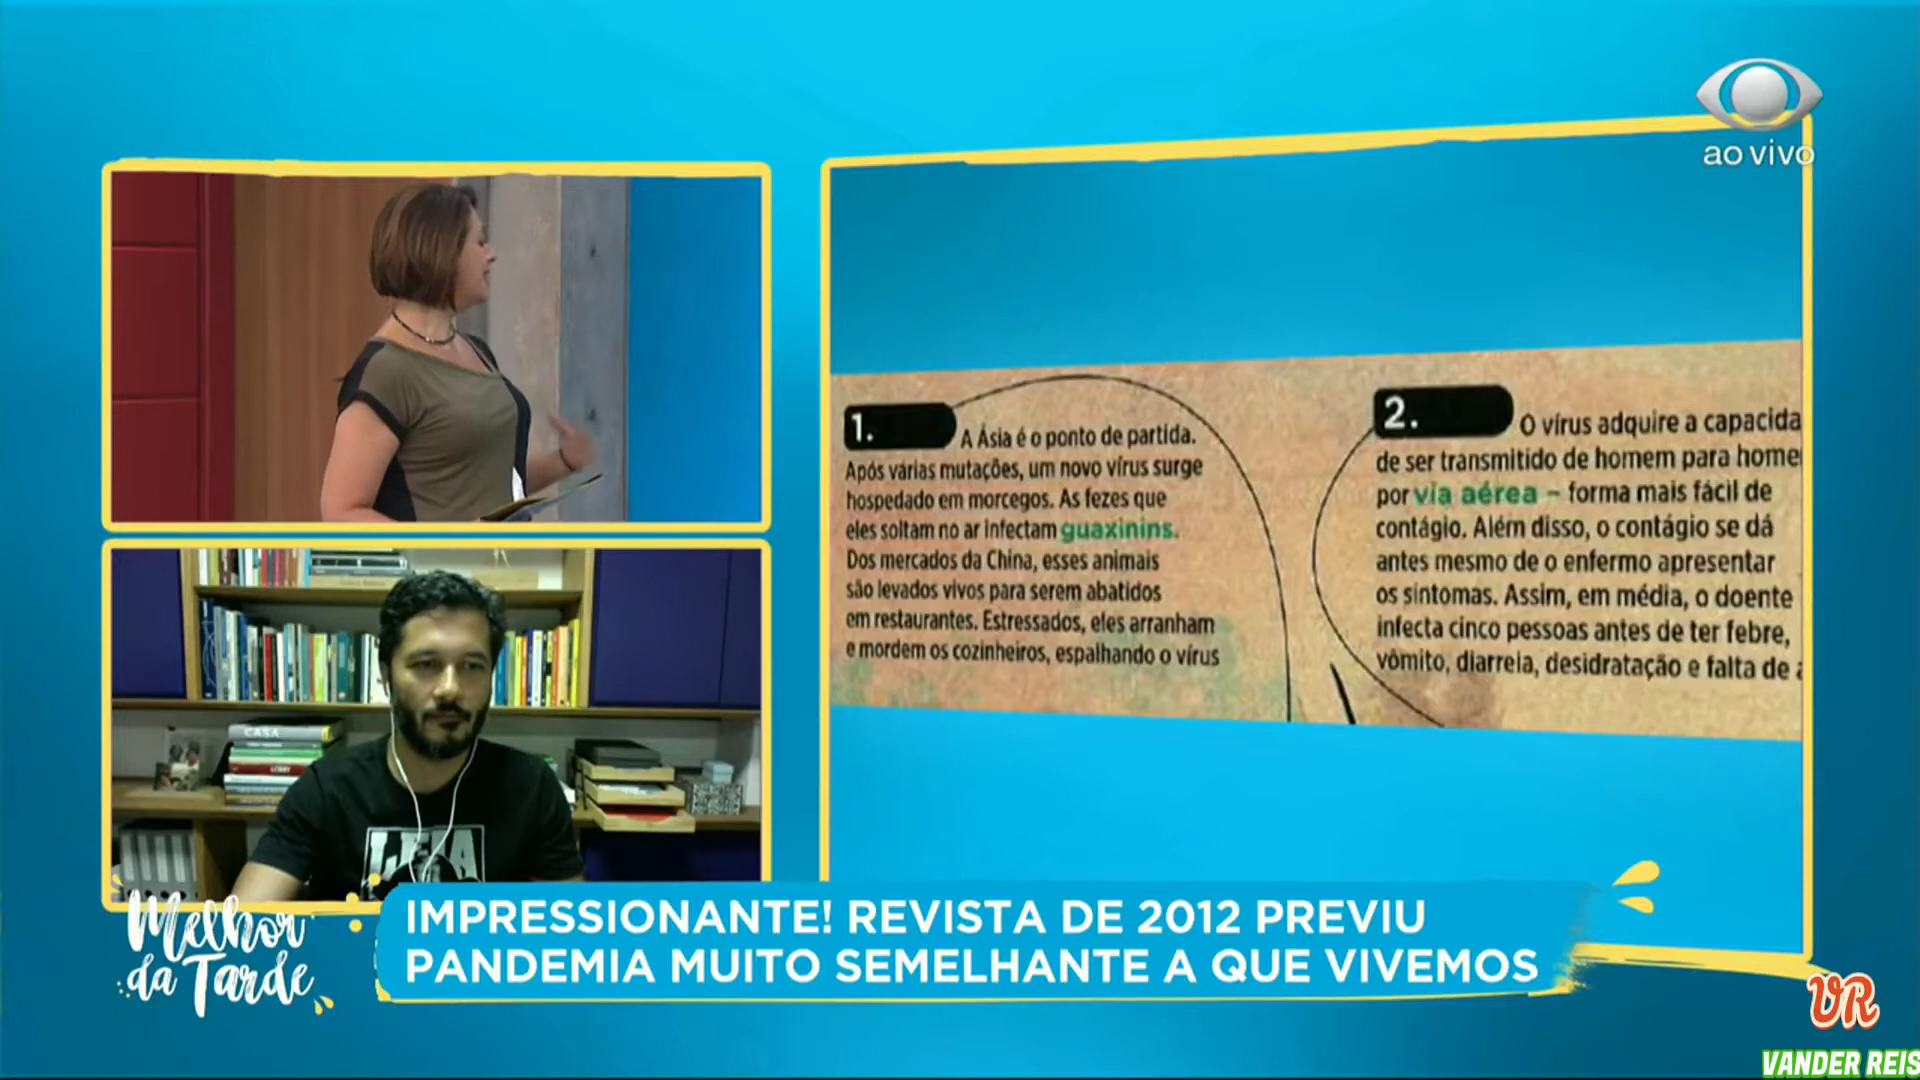 ao vivo
1.
A Ásia é o ponto de partida.
Após várias mutações, um novo vírus surge
hospedado em morcegos. As fezes que
eles soltam no ar infectam guaxinins.
Dos mercados da China, esses animais
são levados vivos para serem abatidos
em restaurantes. Estressados, eles arranham
e mordem os cozinheiros, espalhando o vírus
2.
O vírus adquire a capacida
de ser transmitido de homem para home
por via aérea – forma mais fácil de
contágio. Além disso, o contágio se dá
antes mesmo de o enfermo apresentar
os sintomas. Assim, em média, o doente
infecta cinco pessoas antes de ter febre,
vômito, diarreia, desidratação e falta de a
CASA
LEIA
Melhor
da Tarde
IMPRESSIONANTE! REVISTA DE 2012 PREVIU
PANDEMIA MUITO SEMELHANTE A QUE VIVEMOS
VR
VANDER REIS